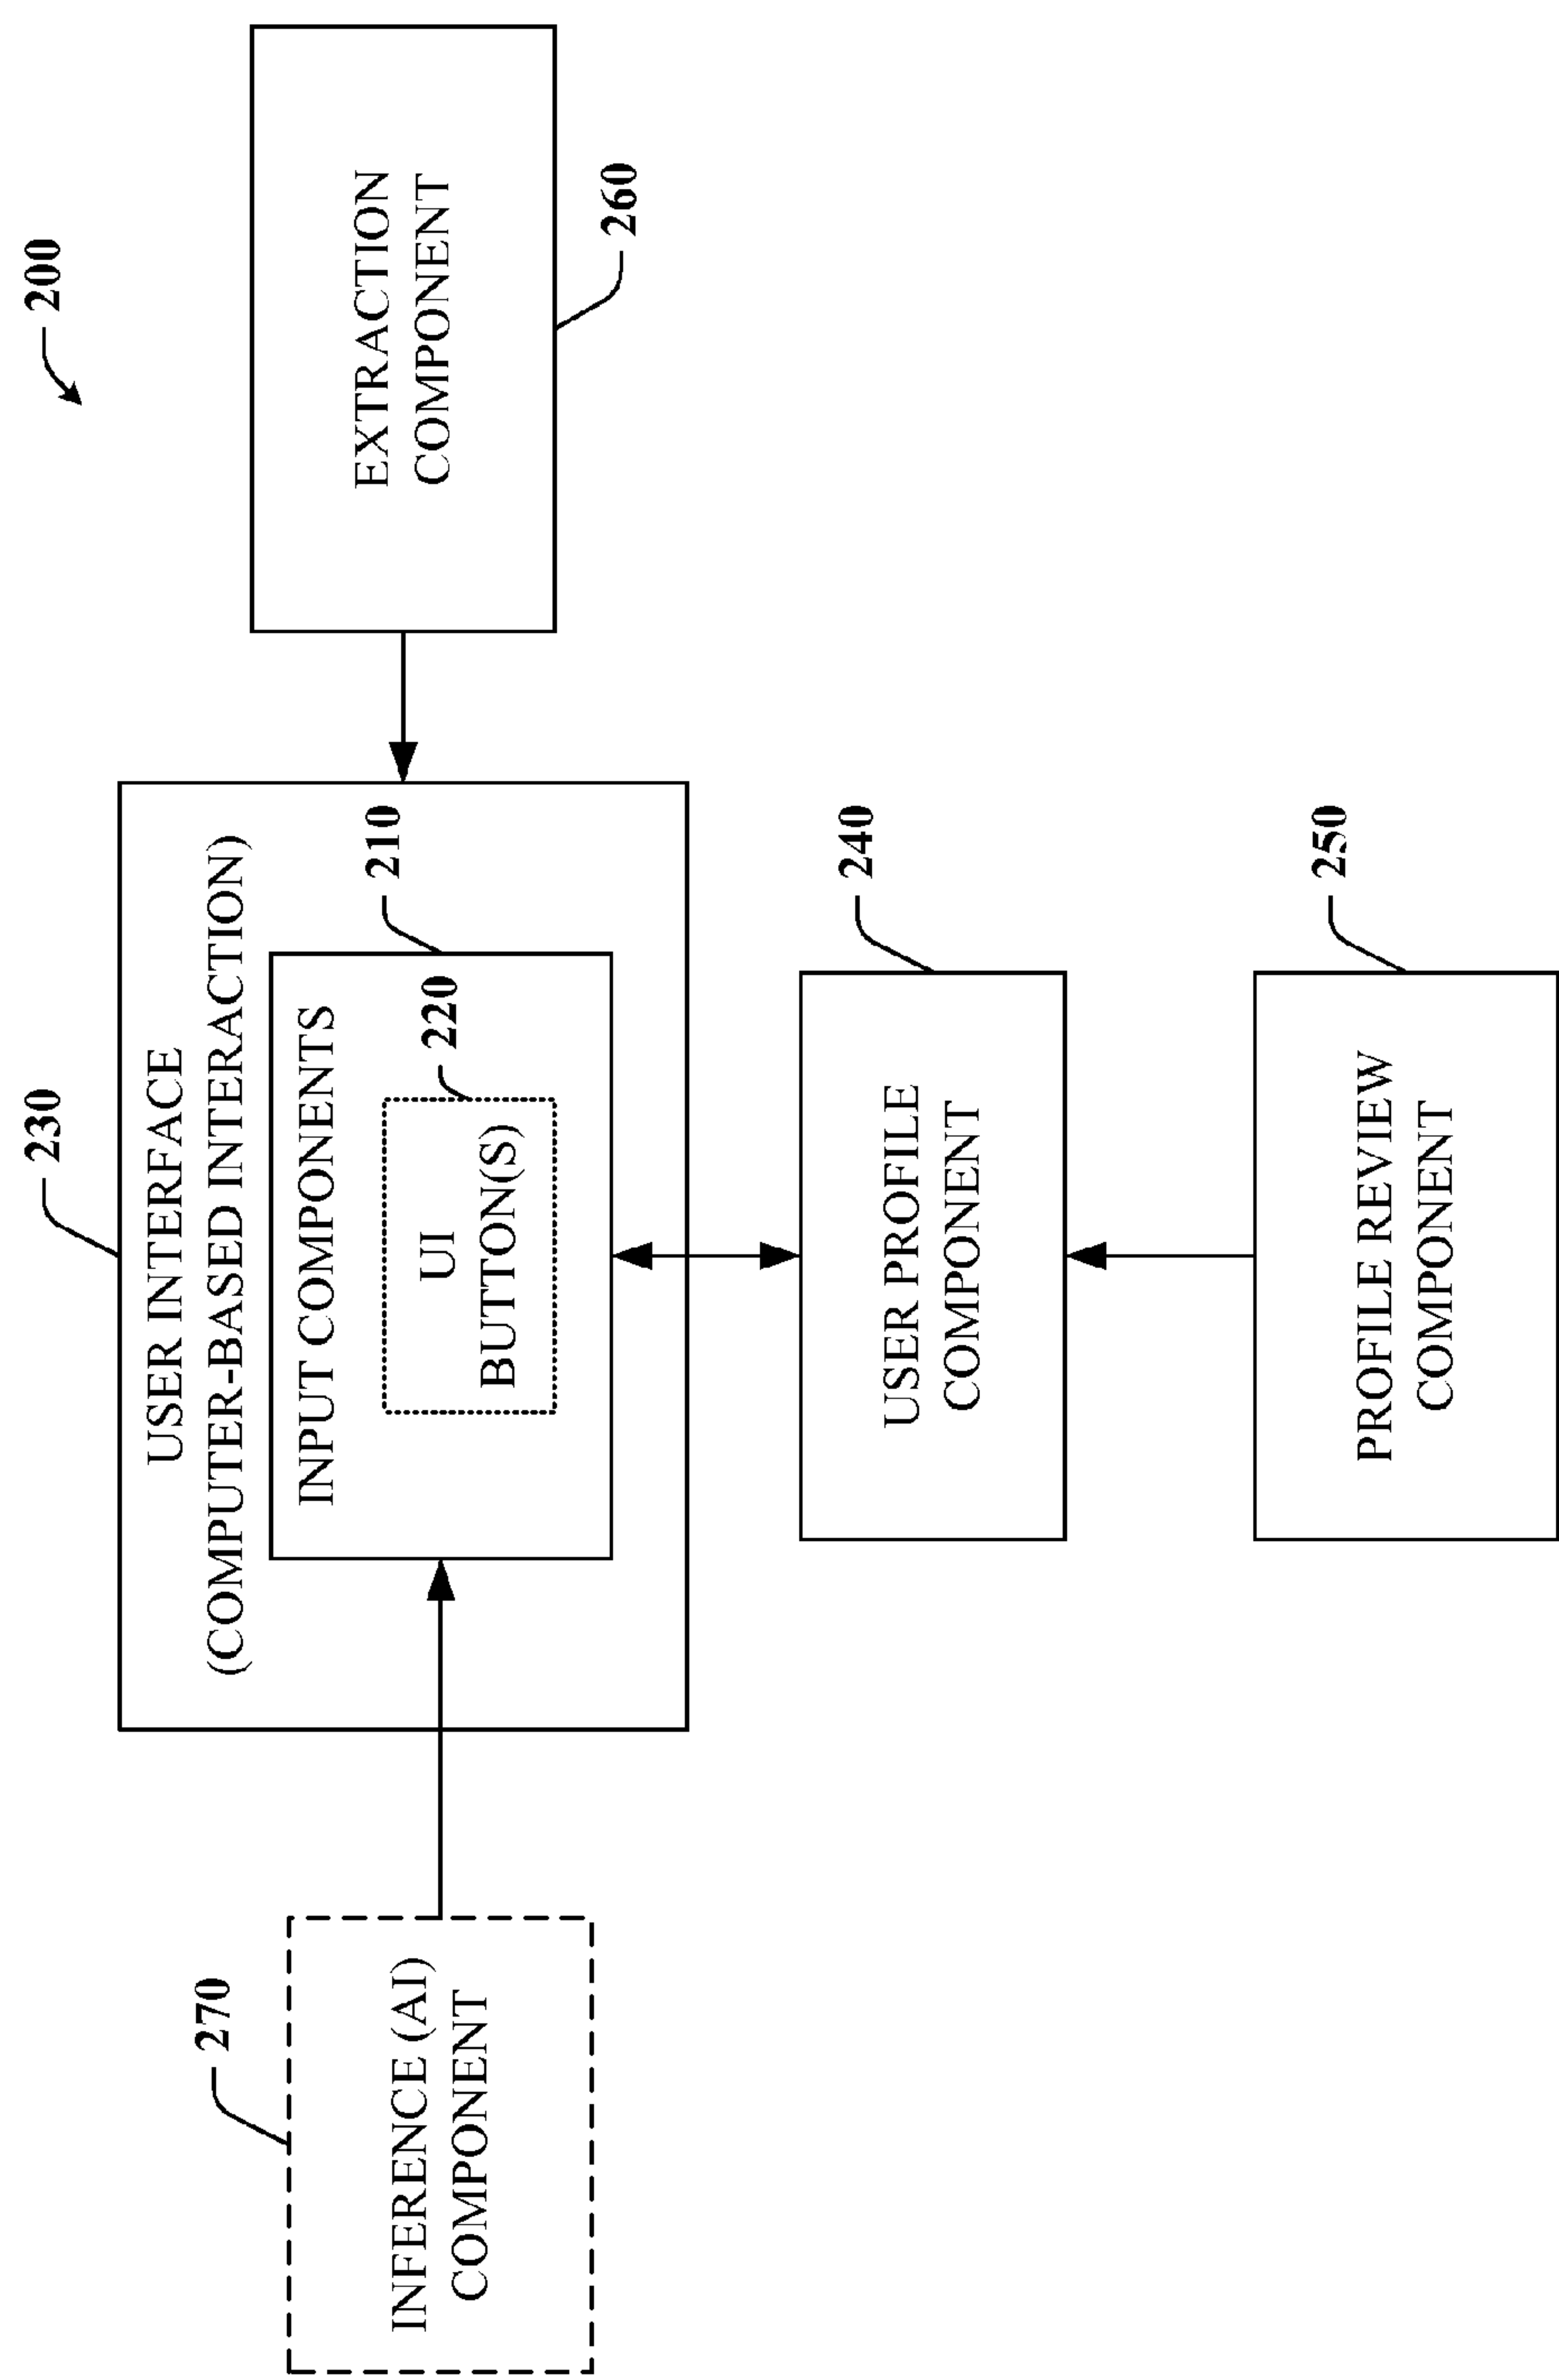 200
230
USER INTERFACE
(COMPUTER-BASED INTERACTION)
270
210
INPUT COMPONENTS
220
UI
BUTTON(S)
INFERENCE (AI)
COMPONENT
EXTRACTION
COMPONENT
260
240
USER PROFILE
COMPONENT
250
PROFILE REVIEW
COMPONENT